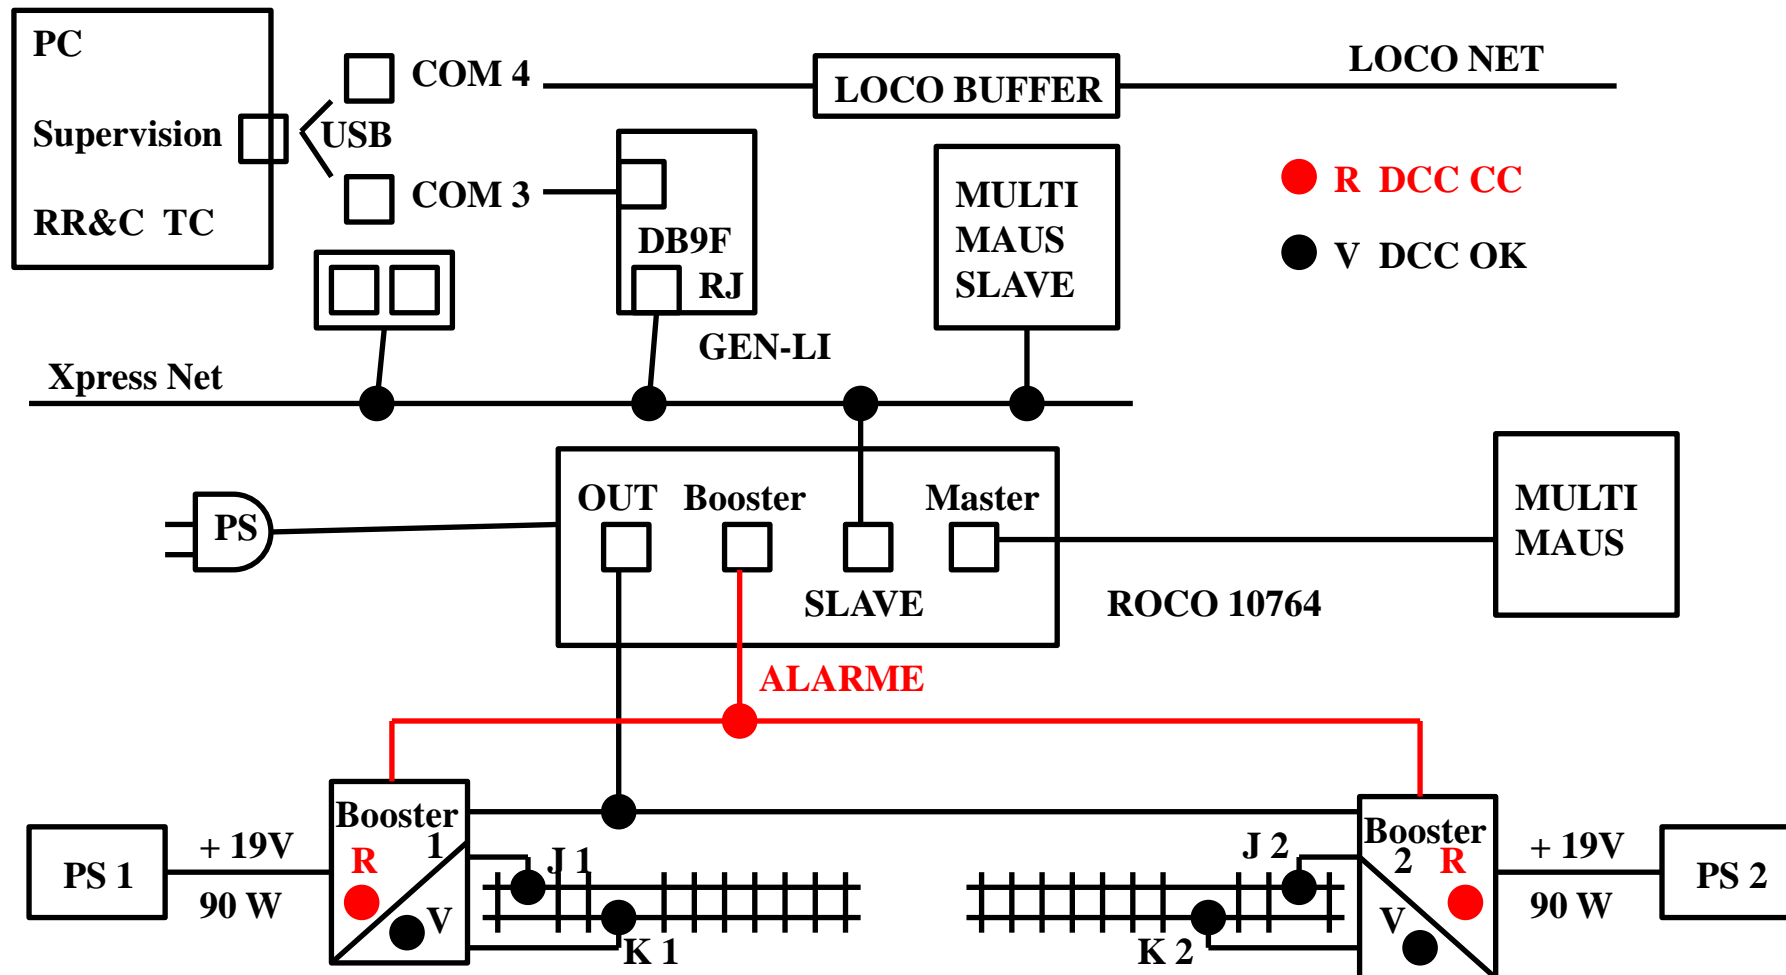 PC
Supervision
RR&C TC
USB
COM 4
COM 3
LOCO BUFFER
LOCO NET
DB9F
RJ
GEN-LI
MULTI
MAUS
SLAVE
R DCC CC
V DCC OK
Xpress Net
PS
OUT
Booster
SLAVE
Master
ROCO 10764
MULTI
MAUS
ALARME
PS 1
+ 19V
90 W
Booster
1
R
V
J 1
K 1
J 2
K 2
Booster
2
R
V
+ 19V
90 W
PS 2